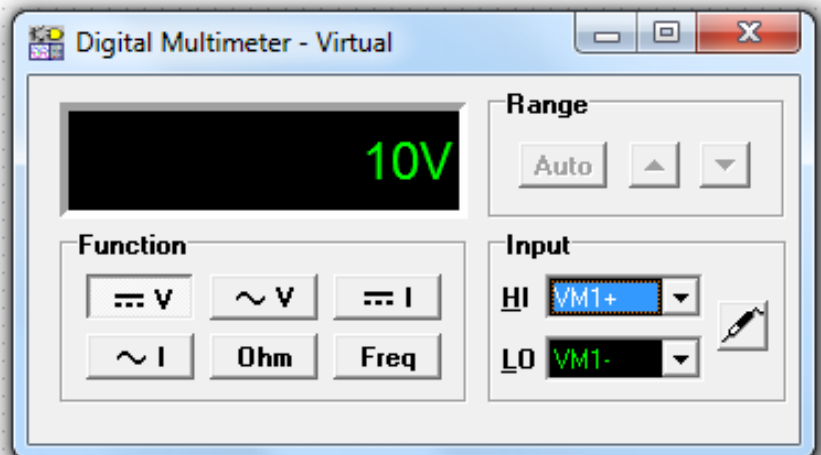 Digital Multimeter - Virtual
10V
Range
Auto
Function
V
V
I
I
Ohm
Freq
Input
HI VM1+
LO VM1-